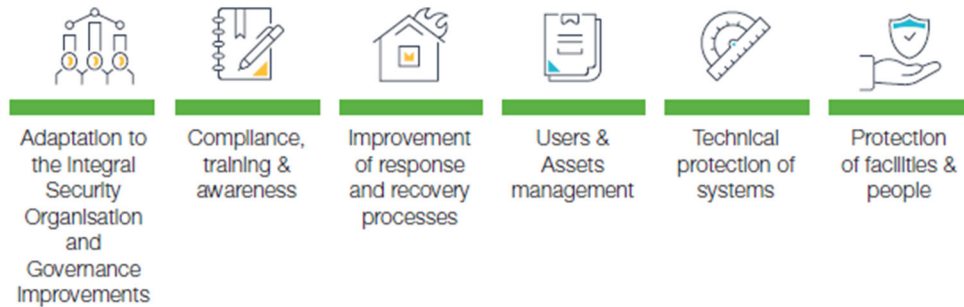 Adaptation to
the Integral
Security
Organisation
and
Governance
Improvements
Compliance,
training &
awareness
Improvement
of response
and recovery
processes
Users &
Assets
management
Technical
protection of
systems
Protection
of facilities &
people